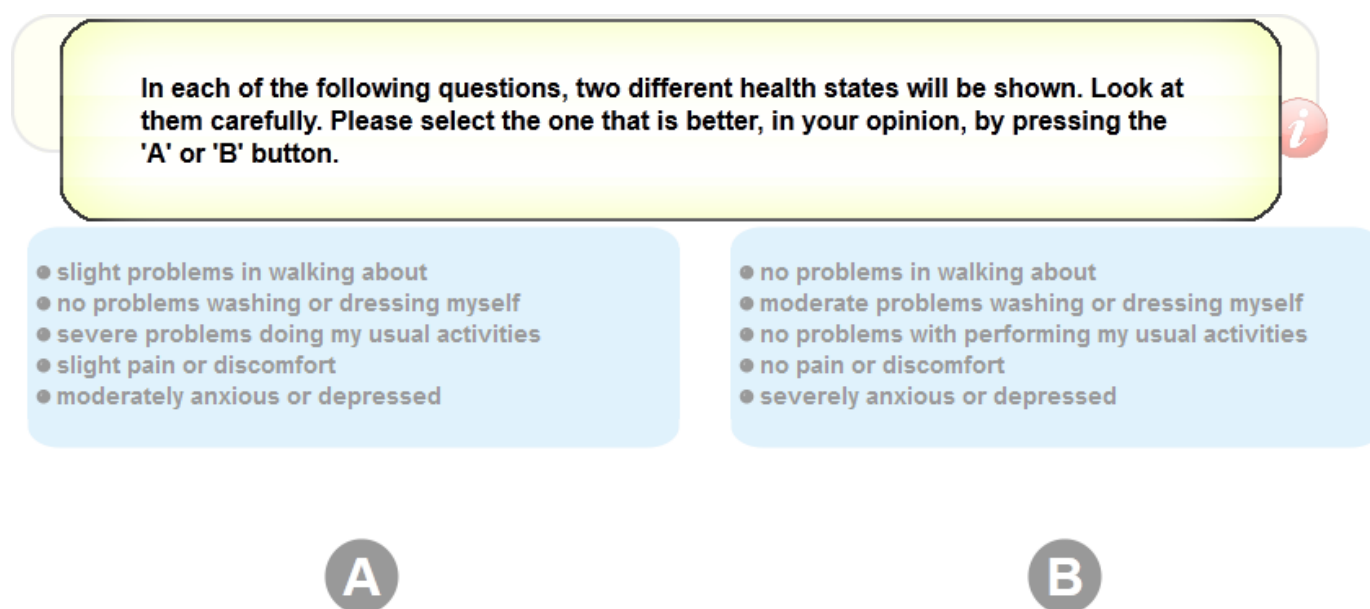 In each of the following questions, two different health states will be shown. Look at
them carefully. Please select the one that is better, in your opinion, by pressing the
'A' or 'B' button.
i
slight problems in walking about
no problems washing or dressing myself
severe problems doing my usual activities
slight pain or discomfort
moderately anxious or depressed
no problems in walking about
moderate problems washing or dressing myself
no problems with performing my usual activities
no pain or discomfort
severely anxious or depressed
A
B